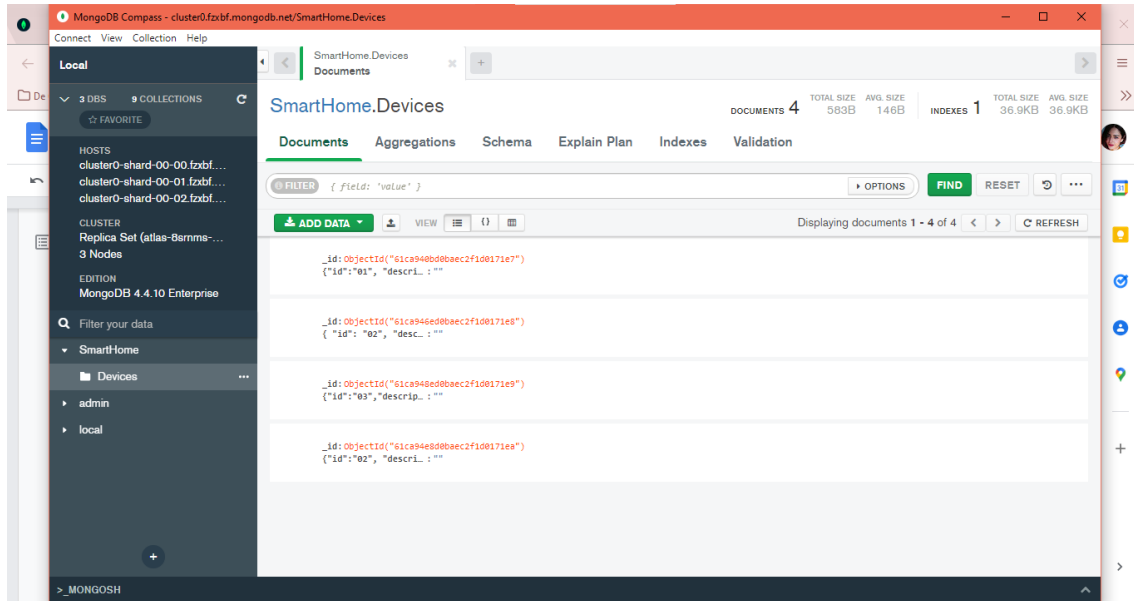 MongoDB Compass - cluster0.fzxbf.mongodb.net/SmartHome.Devices
Connect View Collection Help
Local
3 DBS 9 COLLECTIONS
FAVORITE
HOSTS
cluster0-shard-00-00.fzxbf....
cluster0-shard-00-01.fzxbf....
cluster0-shard-00-02.fzxbf....
CLUSTER
Replica Set (atlas-8srnms-...
3 Nodes
EDITION
MongoDB 4.4.10 Enterprise
Filter your data
SmartHome
Devices
admin
local
>_MONGOSH
SmartHome.Devices
Documents
SmartHome.Devices
DOCUMENTS 4 TOTAL SIZE 583B AVG. SIZE 146B INDEXES 1 TOTAL SIZE 36.9KB AVG. SIZE 36.9KB
Documents Aggregations Schema Explain Plan Indexes Validation
FILTER { field: 'value' } OPTIONS FIND RESET
ADD DATA VIEW {} Displaying documents 1 - 4 of 4 REFRESH
_id:ObjectId("61ca940bd0baec2f1d0171e7")
{"id":"01", "descri… :""
_id:ObjectId("61ca946ed0baec2f1d0171e8")
{ "id": "02", "desc… :""
_id:ObjectId("61ca948ed0baec2f1d0171e9")
{"id":"03","descrip… :""
_id:ObjectId("61ca94e8d0baec2f1d0171ea")
{"id":"02", "descri… :""
De
31